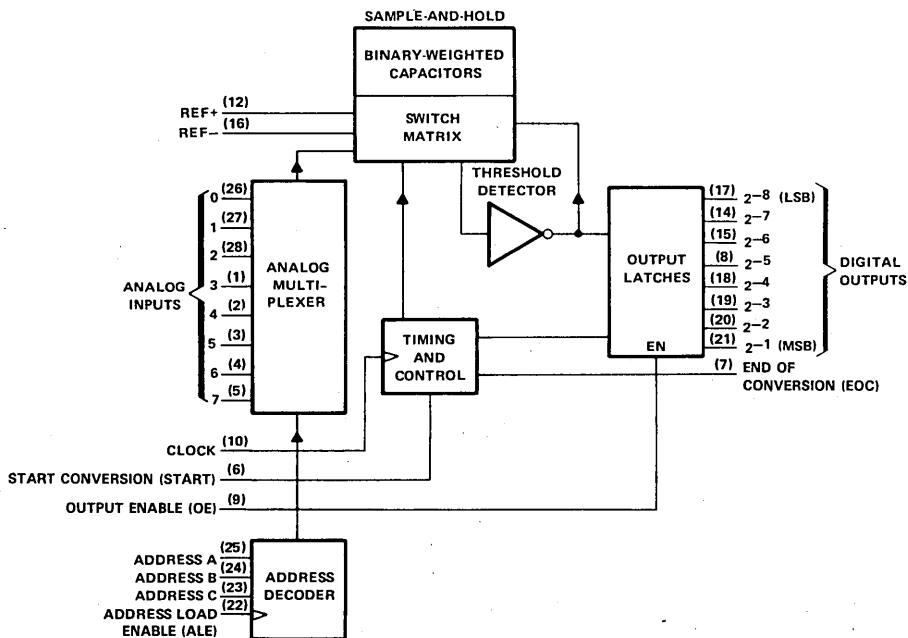 SAMPLE-AND-HOLD
BINARY-WEIGHTED
CAPACITORS
SWITCH
MATRIX
REF+ (12)
REF− (16)
THRESHOLD
DETECTOR
ANALOG
INPUTS
0 (26)
1 (27)
2 (28)
3 (1)
4 (2)
5 (3)
6 (4)
7 (5)
ANALOG
MULTI-
PLEXER
TIMING
AND
CONTROL
OUTPUT
LATCHES
EN
(17) 2−8 (LSB)
(14) 2−7
(15) 2−6
(8) 2−5
(18) 2−4
(19) 2−3
(20) 2−2
(21) 2−1 (MSB)
DIGITAL
OUTPUTS
(7) END OF
CONVERSION (EOC)
CLOCK (10)
START CONVERSION (START) (6)
OUTPUT ENABLE (OE) (9)
ADDRESS A (25)
ADDRESS B (24)
ADDRESS C (23)
ADDRESS LOAD (22)
ENABLE (ALE)
ADDRESS
DECODER